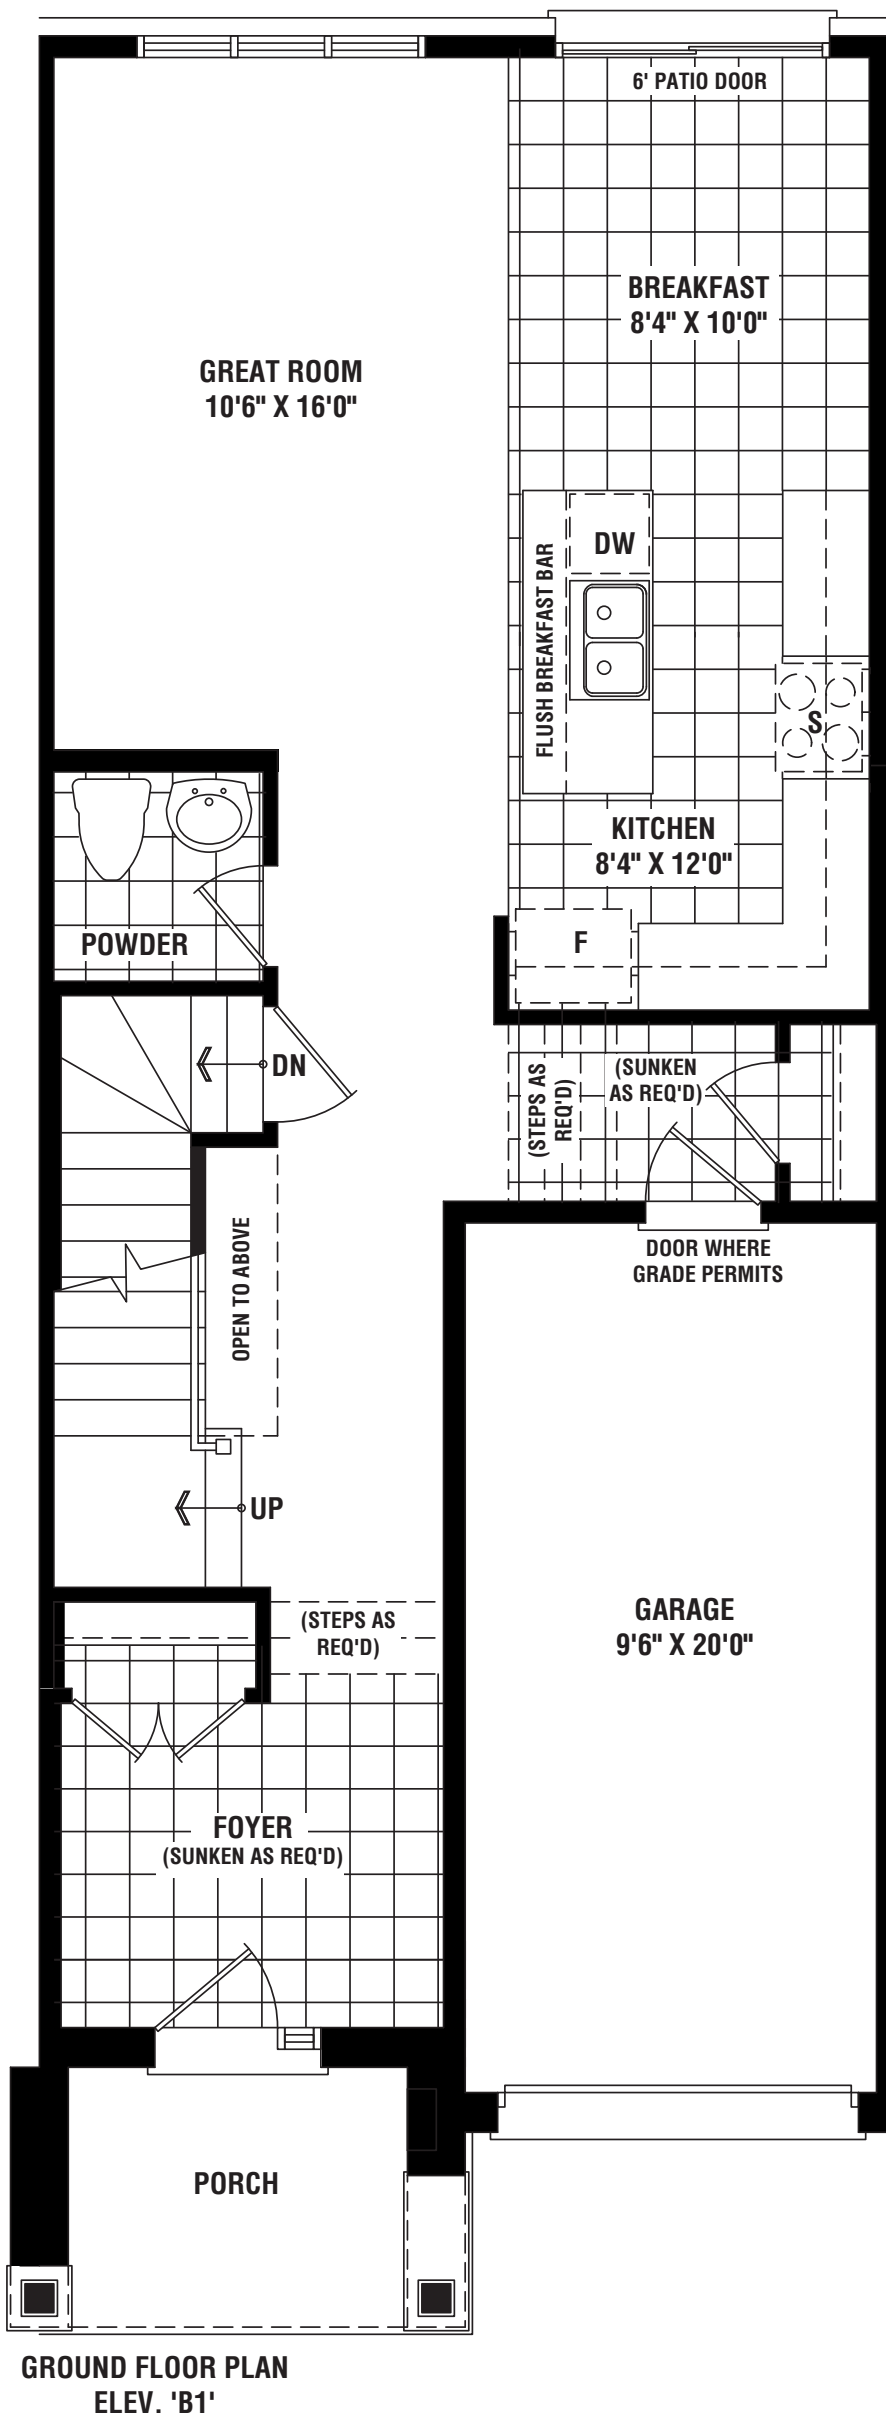 6' PATIO DOOR
BREAKFAST
8'4" X 10'0"
GREAT ROOM
10'6" X 16'0"
DW
FLUSH BREAKFAST BAR
S
KITCHEN
8'4" X 12'0"
F
POWDER
DN
(STEPS AS
REQ'D)
(SUNKEN
AS REQ'D)
OPEN TO ABOVE
DOOR WHERE
GRADE PERMITS
UP
(STEPS AS
REQ'D)
GARAGE
9'6" X 20'0"
FOYER
(SUNKEN AS REQ'D)
PORCH
GROUND FLOOR PLAN
ELEV. 'B1'